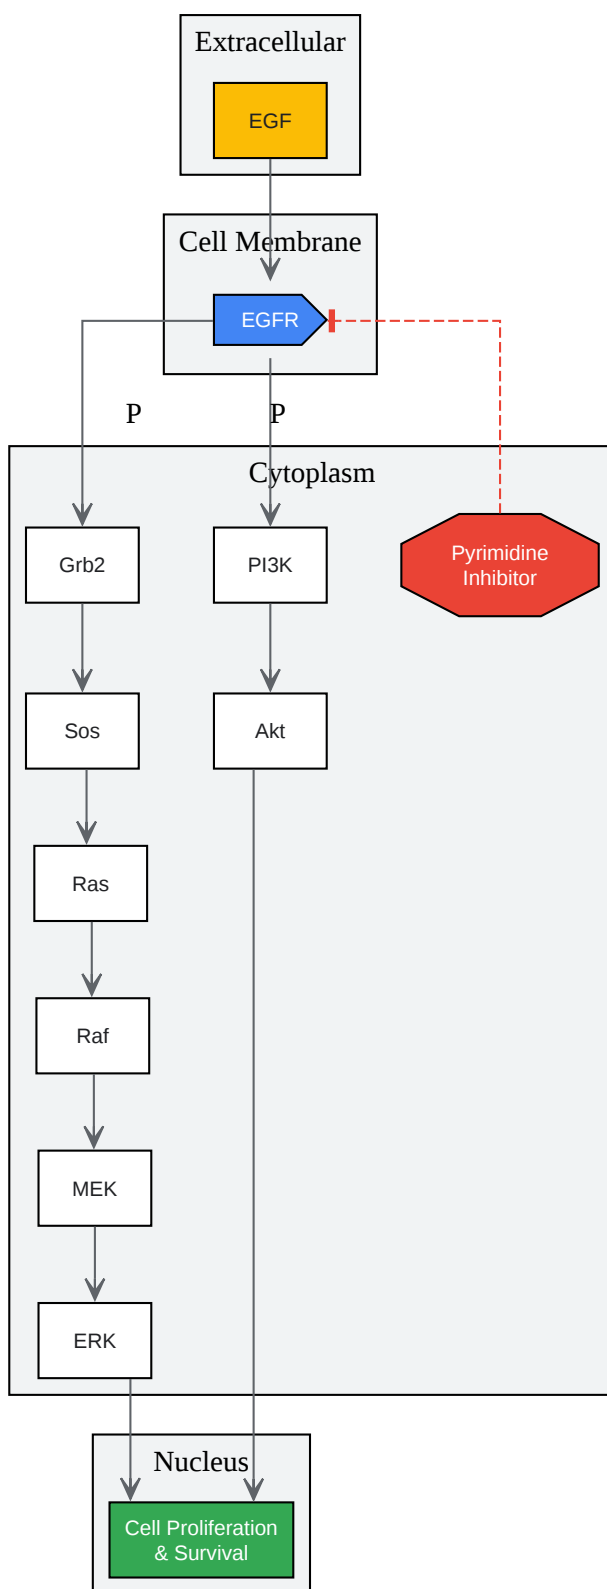 Extracellular
EGF
Cell Membrane
EGFR
P
P
Cytoplasm
Grb2
PI3K
Pyrimidine
Inhibitor
Sos
Akt
Ras
Raf
MEK
ERK
Nucleus
Cell Proliferation
& Survival